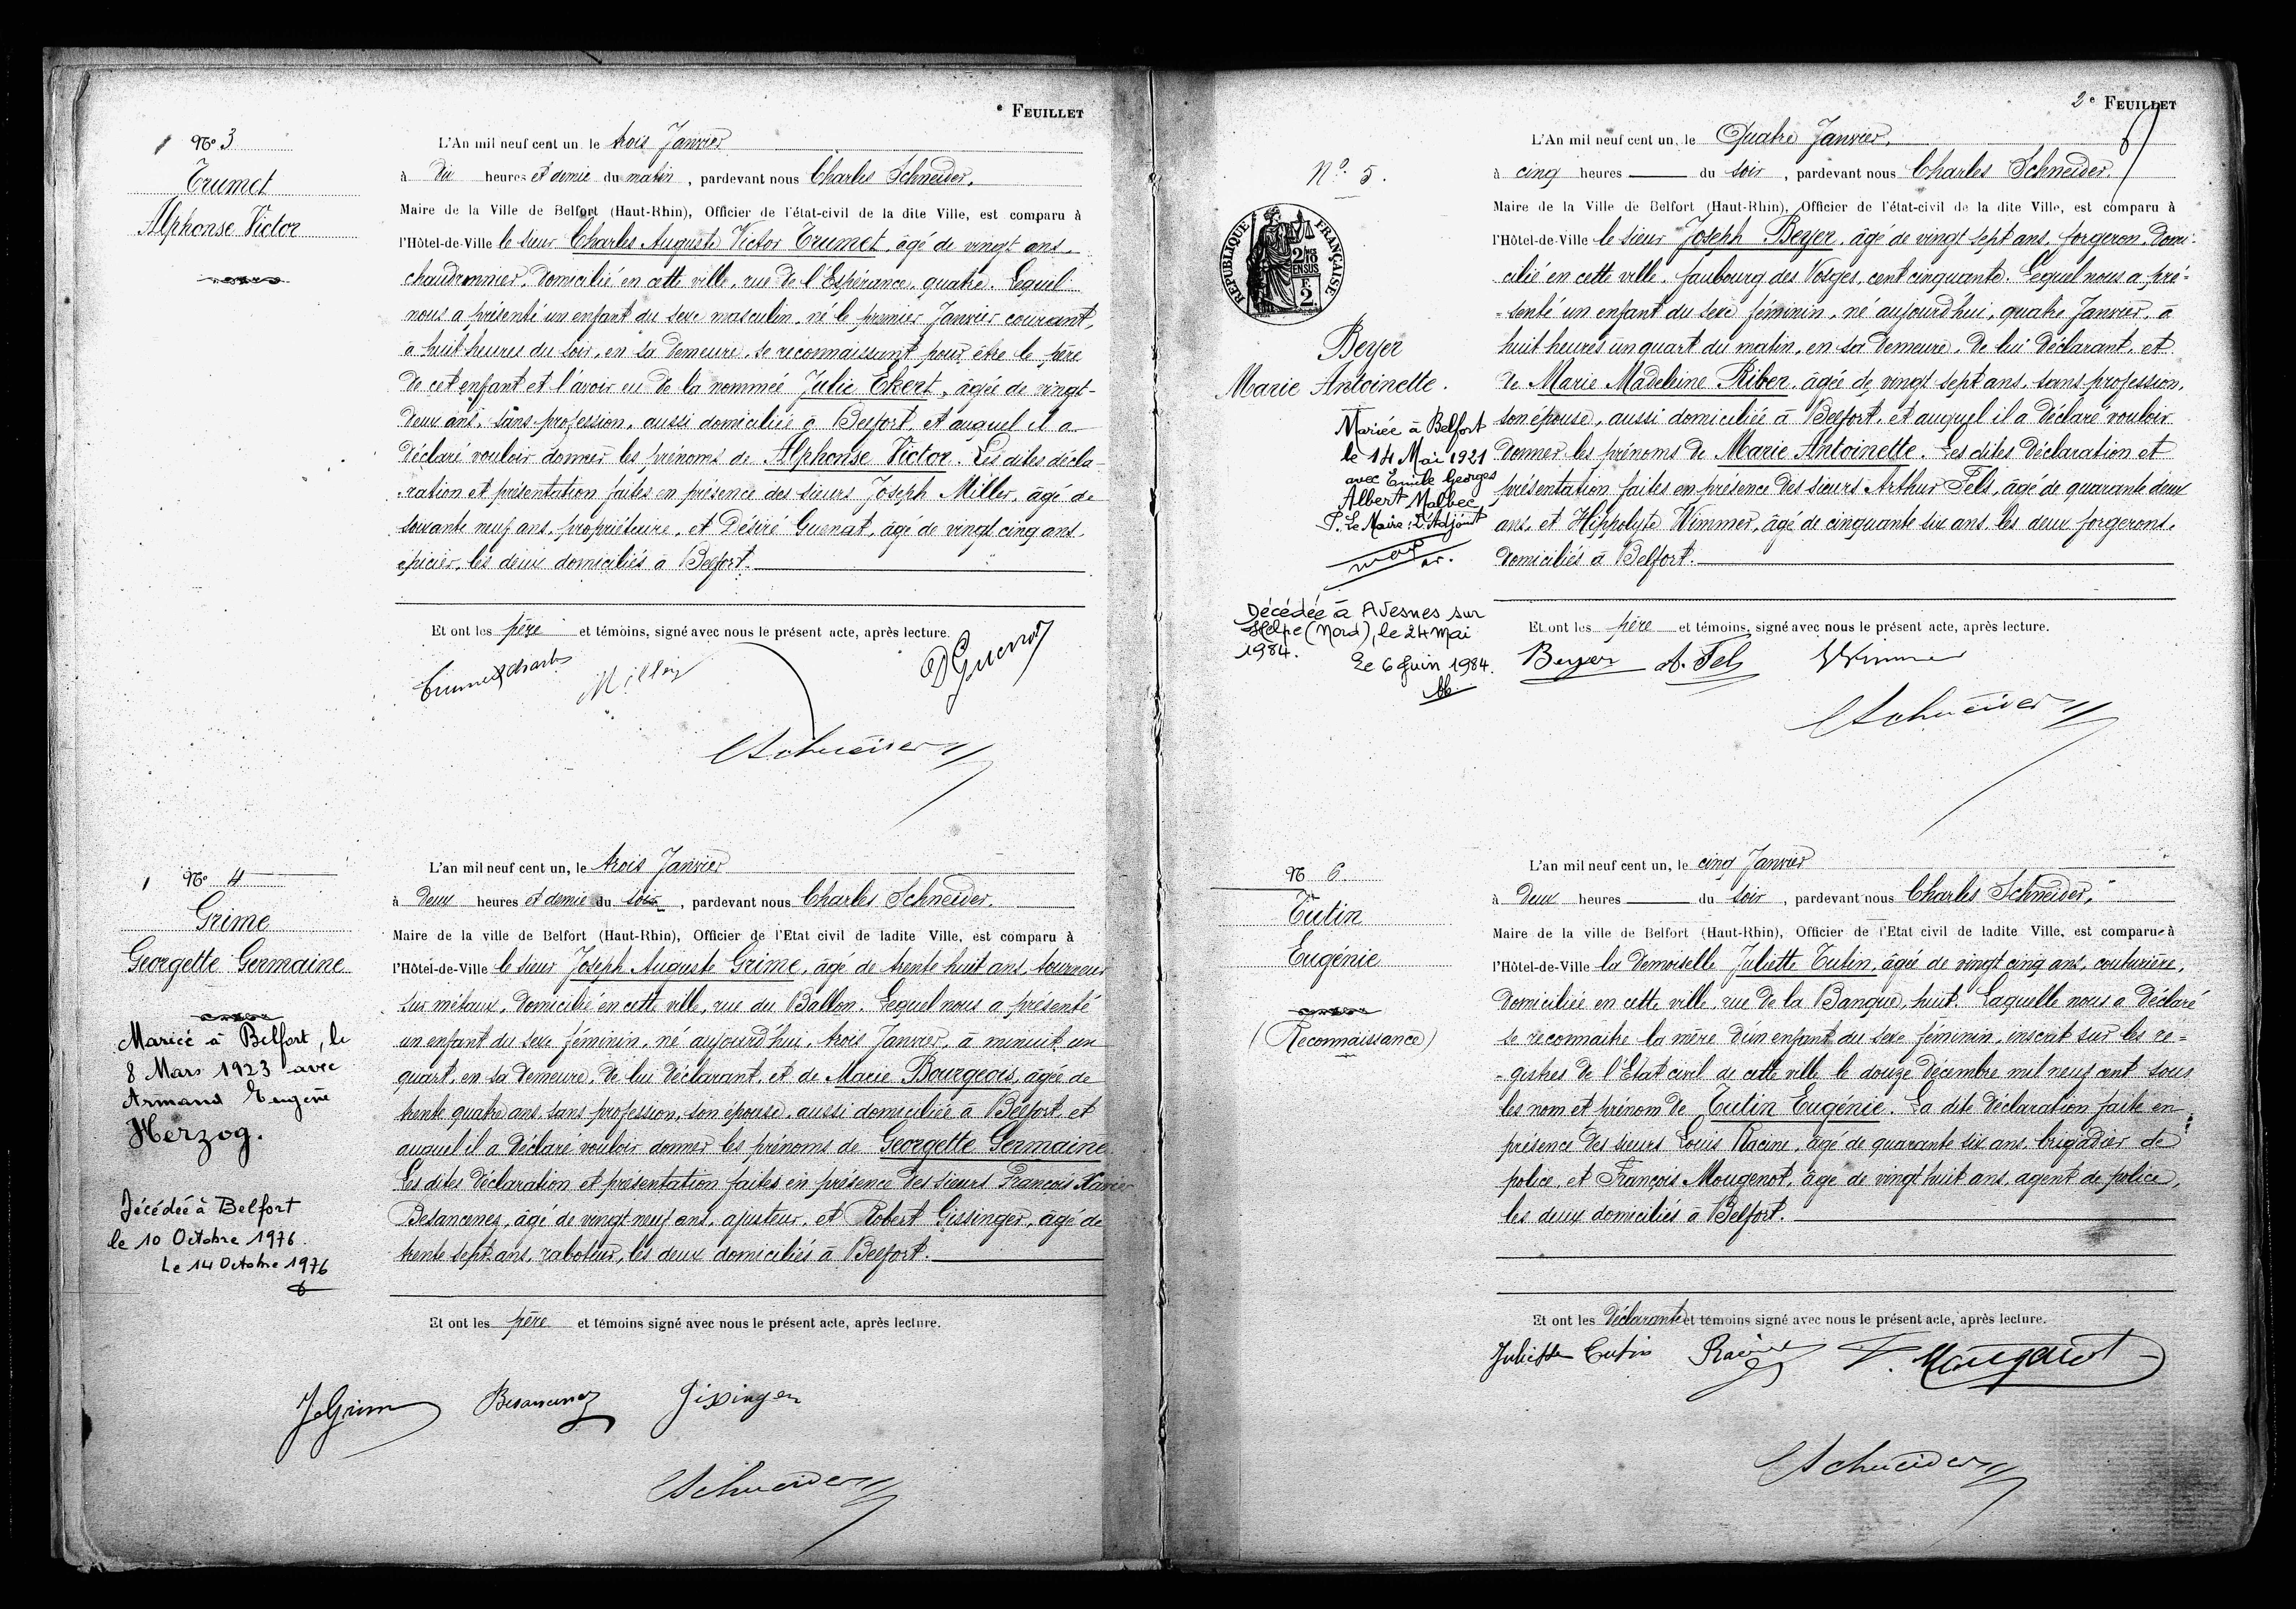 e FEUILLET
1 No 3
Trumet
Alphonse Victor
L'An mil neuf cent un, le trois Janvier
à dix heures et demie du matin, pardevant nous Charles Schneider,
Maire de la Ville de Belfort (Haut-Rhin), Officier de l'état-civil de la dite Ville, est comparu à
l'Hôtel-de-Ville le sieur Charles Auguste Victor Trumet, âgé de vingt ans,
chaudronnier, domicilié en cette ville, rue de l'Espérance, quatre. Lequel
nous a présenté un enfant du sexe masculin, né le premier Janvier courant,
à huit heures du soir, en sa demeure, se reconnaissant pour être le père
de cet enfant et l'avoir eu de la nommée Julie Ekert, âgée de vingt-
deux ans, sans profession, aussi domiciliée à Belfort, et auquel il a
déclaré vouloir donner les prénoms de Alphonse Victor. Les dites décla-
-ration et présentation faites en présence des sieurs Joseph Miller, âgé de
soixante neuf ans, propriétaire, et Désiré Guenat, âgé de vingt cinq ans,
épicier, les deux domiciliés à Belfort.
Et ont les père et témoins, signé avec nous le présent acte, après lecture.
Trumet charles Miller D Guenat
CSchneider
1 No 4
Grime
Georgette Germaine
Mariée à Belfort, le
8 Mars 1923 avec
Armand Eugène
Herzog.
Décédée à Belfort
le 10 Octobre 1976.
Le 14 Octobre 1976
L'an mil neuf cent un, le trois Janvier
à deux heures et demie du soir, pardevant nous Charles Schneider,
Maire de la ville de Belfort (Haut-Rhin), Officier de l'Etat civil de ladite Ville, est comparu à
l'Hôtel-de-Ville le sieur Joseph Auguste Grime, âgé de trente huit ans, tourneur
sur métaux, domicilié en cette ville, rue du Ballon. Lequel nous a présenté
un enfant du sexe féminin, né aujourd'hui, trois Janvier, à minuit un
quart, en sa demeure, de lui déclarant, et de Marie Bourgeois, âgée de
trente quatre ans, sans profession, son épouse, aussi domiciliée à Belfort, et
auquel il a déclaré vouloir donner les prénoms de Georgette Germaine
Les dites déclaration et présentation faites en présence des sieurs François Xavier
Besancenez, âgé de vingt neuf ans, ajusteur, et Robert Gissinger, âgé de
trente sept ans, raboteur, les deux domiciliés à Belfort.
Et ont les père et témoins signé avec nous le présent acte, après lecture.
J Grime Besancenez Gissinger
CSchneider
2e FEUILLET
No. 5.
RÉPUBLIQUE FRANÇAISE
2/10
EN SUS
F.
2.
Beyer
Marie Antoinette.
Mariée à Belfort
le 14 Mai 1921
avec Emile Georges
Albert Malbec
P. Le Maire: L'Adjoint
Décédée à Avesnes sur
Helpe (Nord), le 24 mai
1984.
Le 6 Juin 1984.
L'An mil neuf cent un, le Quatre Janvier,
à cinq heures du soir, pardevant nous Charles Schneider,
Maire de la Ville de Belfort (Haut-Rhin), Officier de l'état-civil de la dite Ville, est comparu à
l'Hôtel-de-Ville le sieur Joseph Beyer, âgé de vingt sept ans, forgeron, domi-
cilié en cette ville, faubourg des Vosges, cent cinquante. Lequel nous a pré=
=senté un enfant du sexe féminin, né aujourd'hui, quatre Janvier, à
huit heures un quart du matin, en sa demeure, de lui déclarant, et
de Marie Madeleine Riber, âgée de vingt sept ans, sans profession,
son épouse, aussi domiciliée à Belfort, et auquel il a déclaré vouloir
donner les prénoms de Marie Antoinette. Les dites déclaration et
présentation faites en présence des sieurs Arthur Fels, âgé de quarante deux
ans, et Hippolyte Wimmer, âgé de cinquante six ans, les deux forgerons,
domiciliés à Belfort.
Et ont les père et témoins, signé avec nous le présent acte, après lecture.
Beyer A. Fels Wimmer
CSchneider
No 6.
Tutin
Eugénie
(Reconnaissance)
L'an mil neuf cent un, le cinq Janvier
à deux heures du soir, pardevant nous Charles Schneider,
Maire de la ville de Belfort (Haut-Rhin), Officier de l'Etat civil de ladite Ville, est comparue à
l'Hôtel-de-Ville la demoiselle Juliette Tutin, âgée de vingt cinq ans, couturière,
domiciliée en cette ville, rue de la Banque, huit. Laquelle nous a déclaré
se reconnaître la mère d'un enfant du sexe féminin, inscrit sur les re=
=gistres de l'Etat civil de cette ville le douze décembre mil neuf cent sous
les nom et prénom de Tutin Eugénie. La dite déclaration faite en
présence des sieurs Louis Racine, âgé de quarante six ans, brigadier de
police, et François Mougenot, âgé de vingt huit ans, agent de police,
les deux domiciliés à Belfort.
Et ont les déclarante et témoins signé avec nous le présent acte, après lecture.
Juliette Tutin Racine F. Mougenot
CSchneider